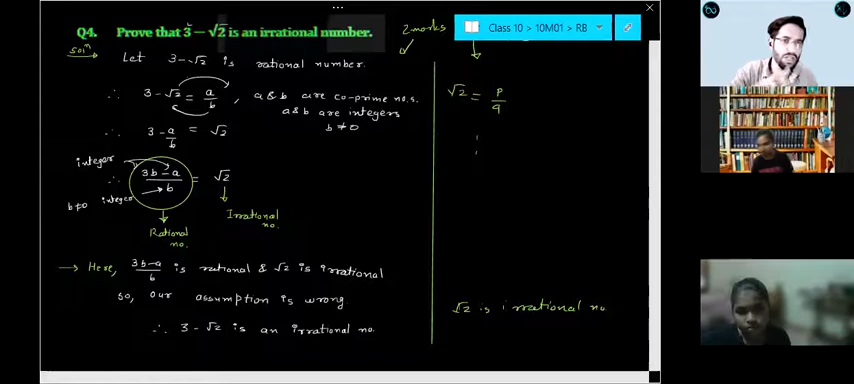 Q4. Prove that 3 − √2 is an irrational number.
2 marks
Class 10 > 10M01 > RB
Solⁿ
Let 3 − √2 is rational number.
∴ 3 − √2 = a/b , a & b are co-prime no.s.
a & b are integers
b ≠ 0
∴ 3 − a/b = √2
integer
∴ (3b − a)/b = √2
b≠0 integer
Rational no.
Irrational no.
→ Here, (3b − a)/b is rational & √2 is irrational
so, our assumption is wrong
∴ 3 − √2 is an irrational no.
√2 = p/q
√2 is irrational no